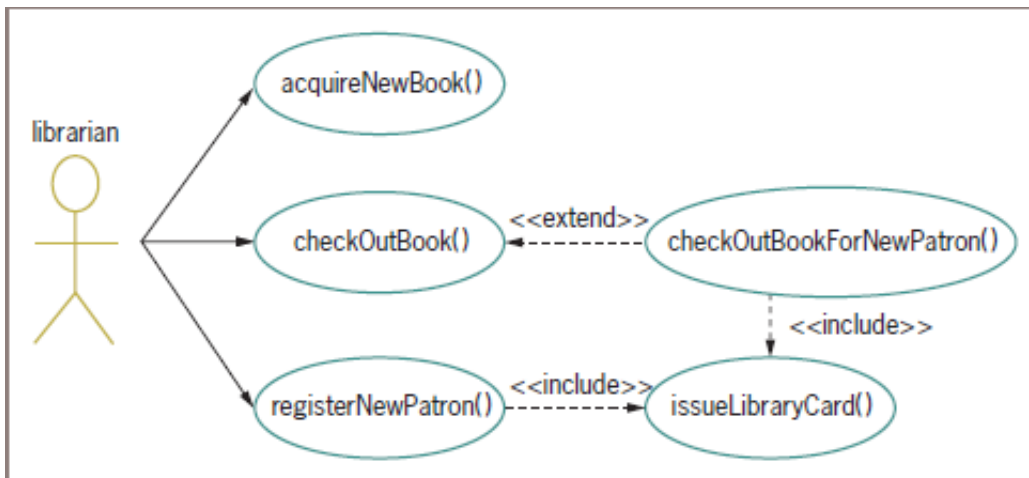 acquireNewBook()
librarian
<<extend>>
checkOutBook()
checkOutBookForNewPatron()
<<include>>
<<include>>
registerNewPatron()
issueLibraryCard()